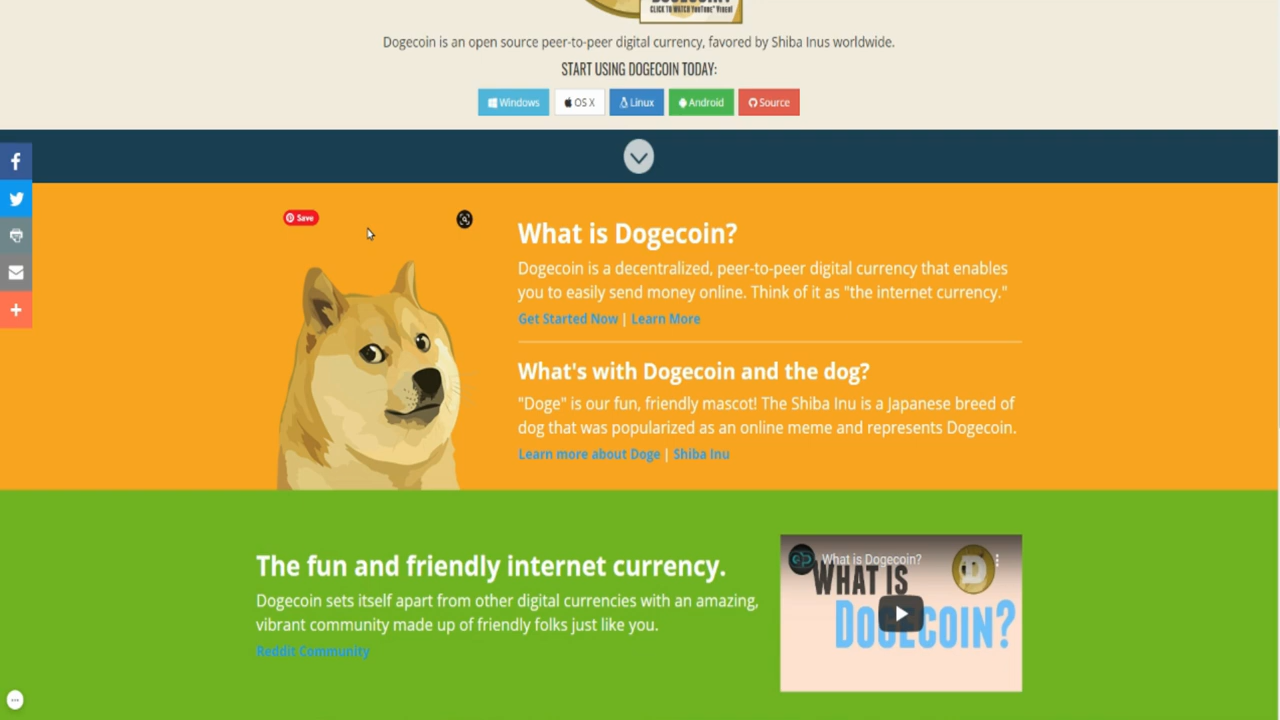 CLICK TO WATCH YouTube™ VIDEO!
Dogecoin is an open source peer-to-peer digital currency, favored by Shiba Inus worldwide.
START USING DOGECOIN TODAY:
Windows
OS X
Linux
Android
Source
Save
What is Dogecoin?
Dogecoin is a decentralized, peer-to-peer digital currency that enables
you to easily send money online. Think of it as "the internet currency."
Get Started Now | Learn More
What's with Dogecoin and the dog?
"Doge" is our fun, friendly mascot! The Shiba Inu is a Japanese breed of
dog that was popularized as an online meme and represents Dogecoin.
Learn more about Doge | Shiba Inu
The fun and friendly internet currency.
Dogecoin sets itself apart from other digital currencies with an amazing,
vibrant community made up of friendly folks just like you.
Reddit Community
What is Dogecoin?
WHAT IS
DOGECOIN?